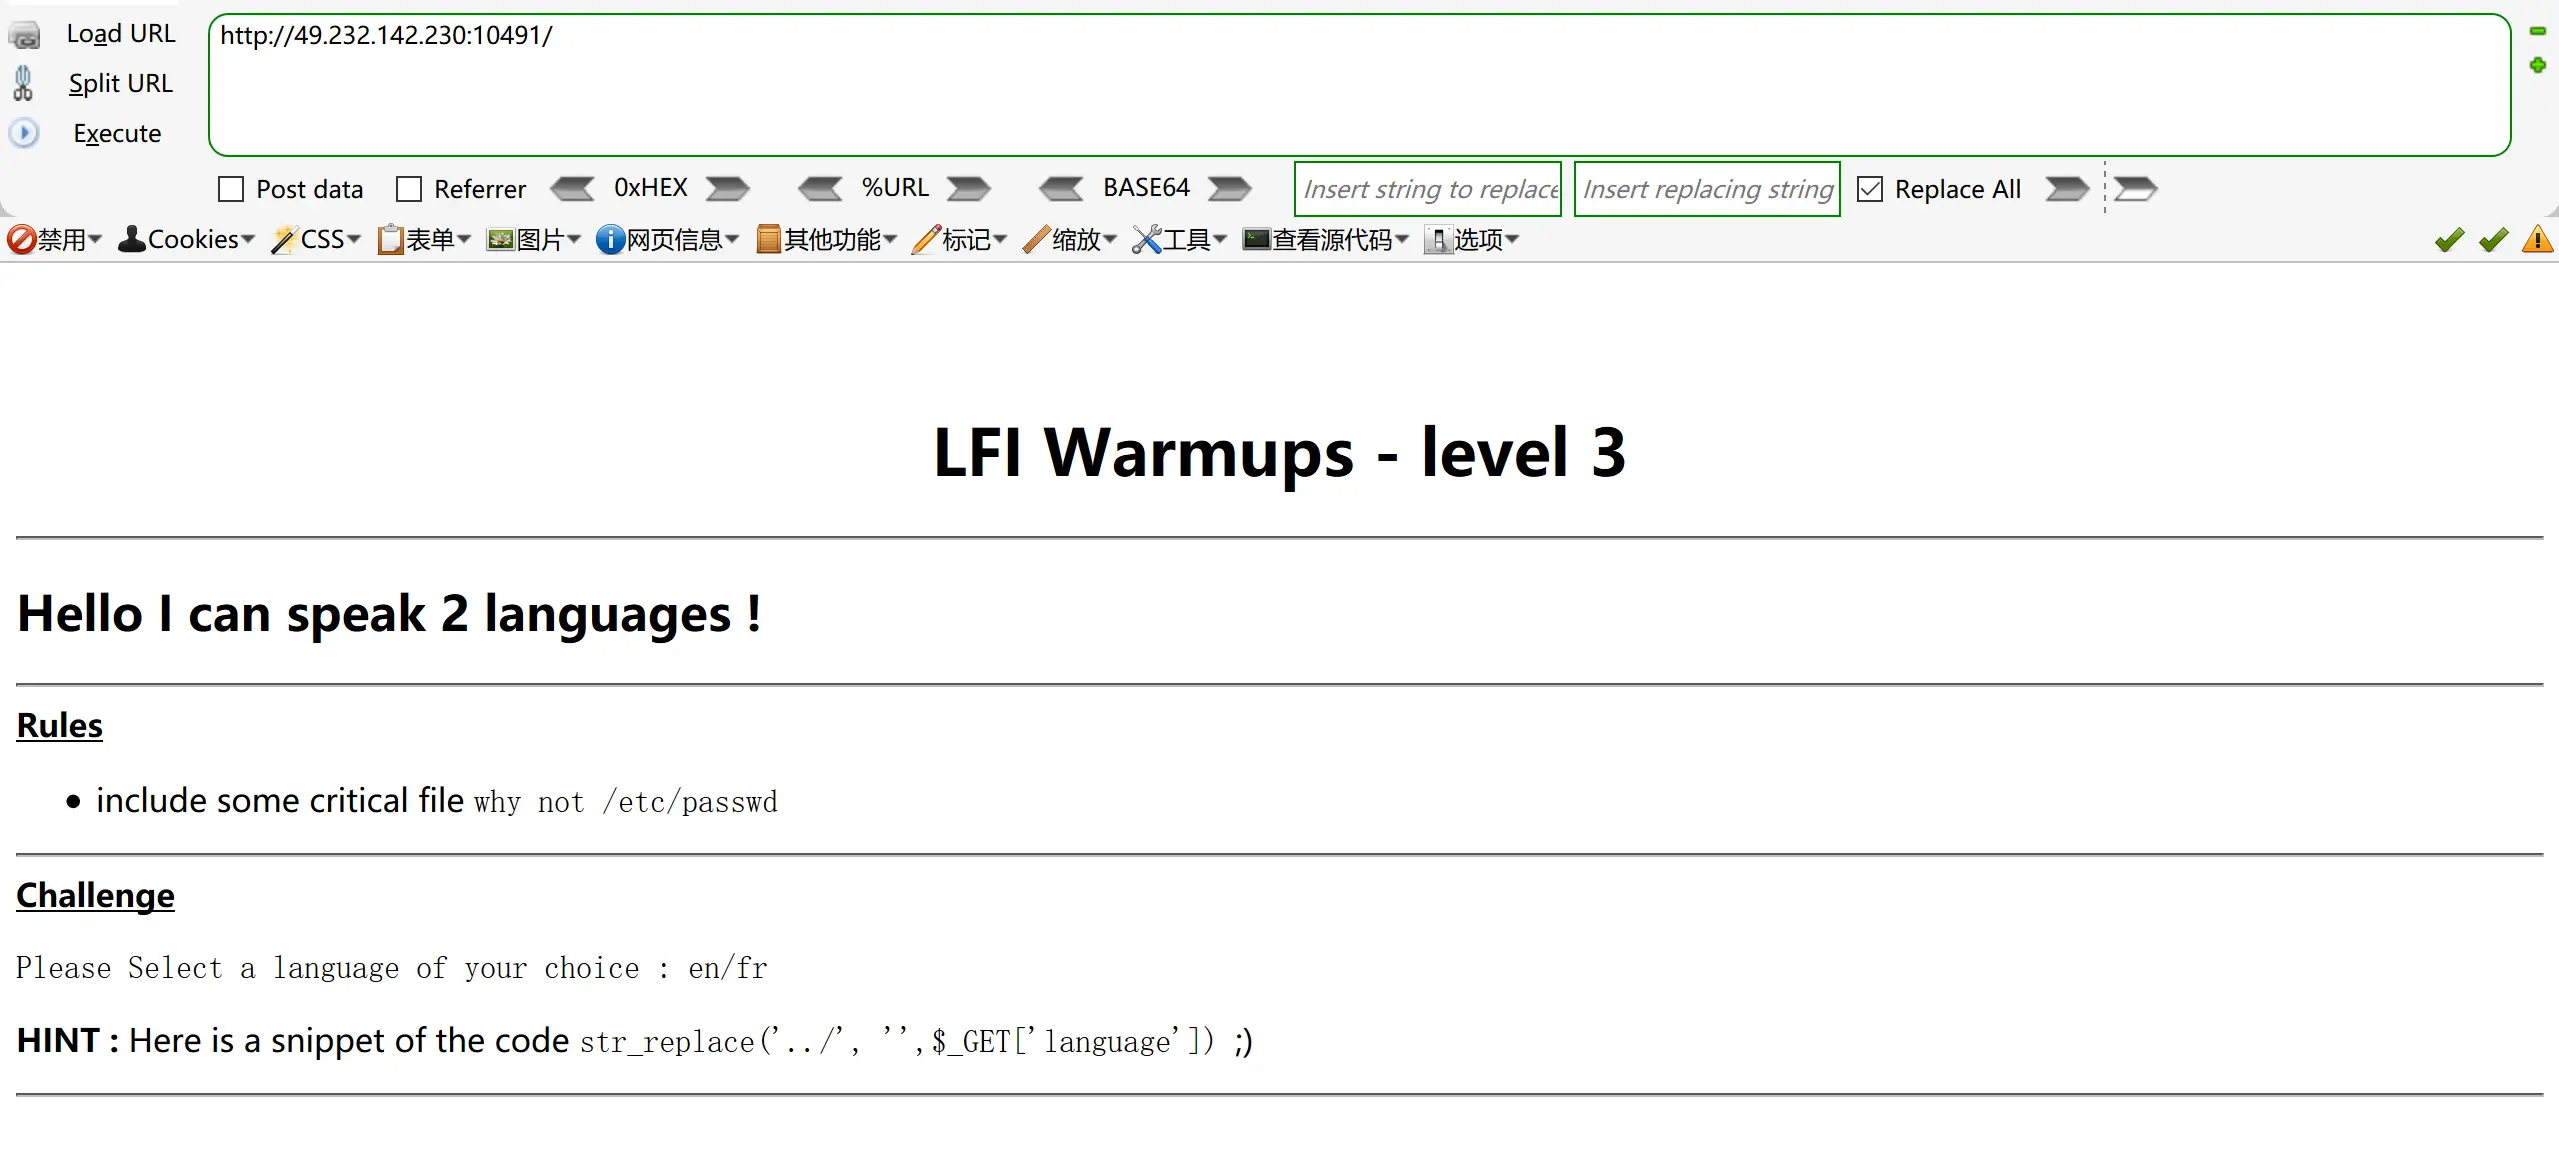 Load URL
http://49.232.142.230:10491/
Split URL
Execute
Post data Referrer 0xHEX %URL BASE64 Insert string to replace Insert replacing string Replace All
禁用 Cookies CSS 表单 图片 网页信息 其他功能 标记 缩放 工具 查看源代码 选项
LFI Warmups - level 3
Hello I can speak 2 languages !
Rules
• include some critical file why not /etc/passwd
Challenge
Please Select a language of your choice : en/fr
HINT : Here is a snippet of the code str_replace('../', '',$_GET['language']) ;)